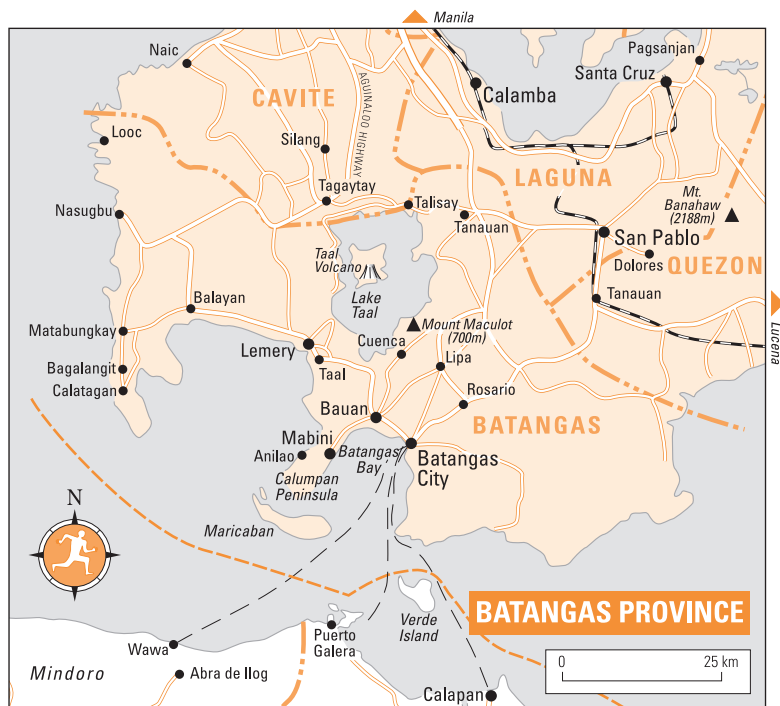 Manila
Naic
Pagsanjan
Santa Cruz
CAVITE
AGUINALOO HIGHWAY
Calamba
Looc
Silang
LAGUNA
Tagaytay
Talisay
Mt.
Banahaw
(2188m)
Nasugbu
Tanauan
San Pablo
Dolores
QUEZON
Taal
Volcano
Lake
Taal
Tanauan
Balayan
Matabungkay
Mount Maculot
(700m)
Lucena
Lemery
Cuenca
Lipa
Bagalangit
Taal
Calatagan
Rosario
Bauan
BATANGAS
Mabini
Anilao
Batangas
Bay
Batangas
City
Calumpan
Peninsula
N
Maricaban
Verde
Island
BATANGAS PROVINCE
Puerto
Galera
Wawa
Mindoro
Abra de Ilog
0
25 km
Calapan